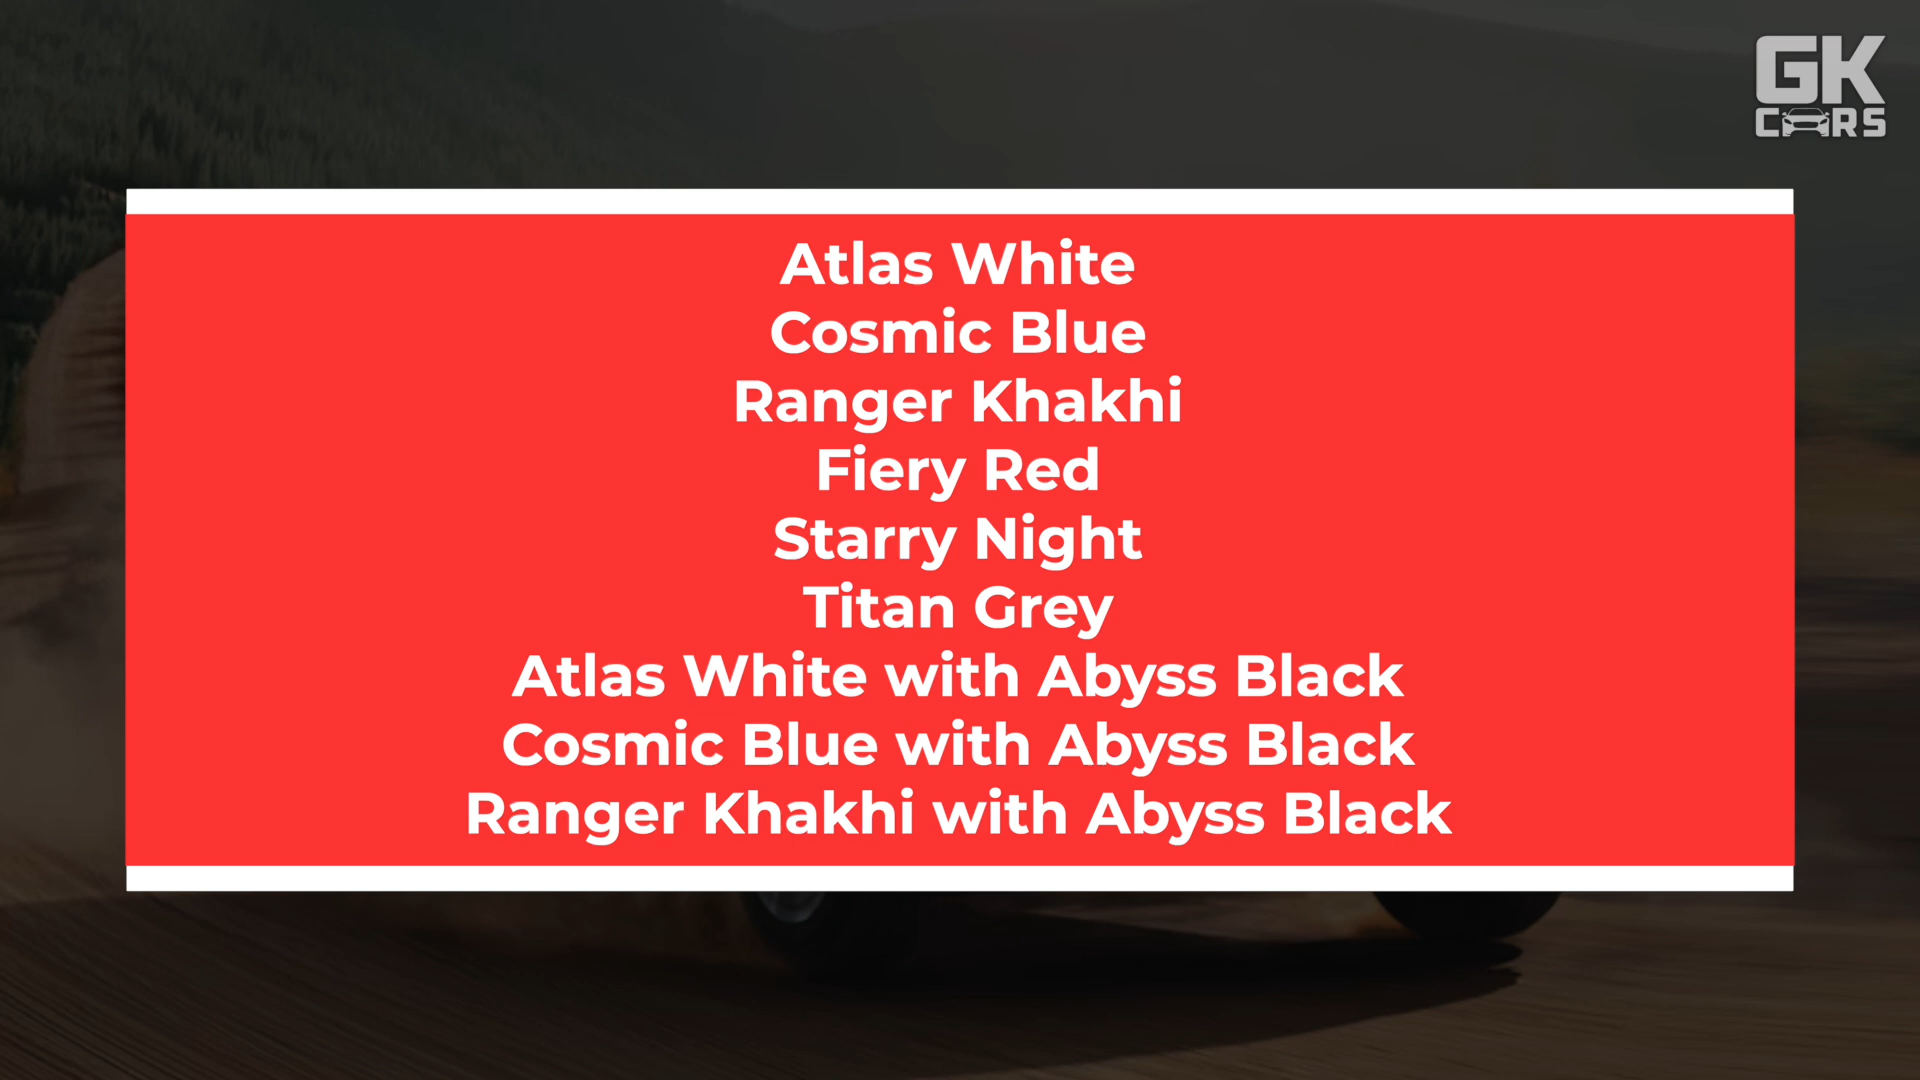 GK
CARS
Atlas White
Cosmic Blue
Ranger Khakhi
Fiery Red
Starry Night
Titan Grey
Atlas White with Abyss Black
Cosmic Blue with Abyss Black
Ranger Khakhi with Abyss Black